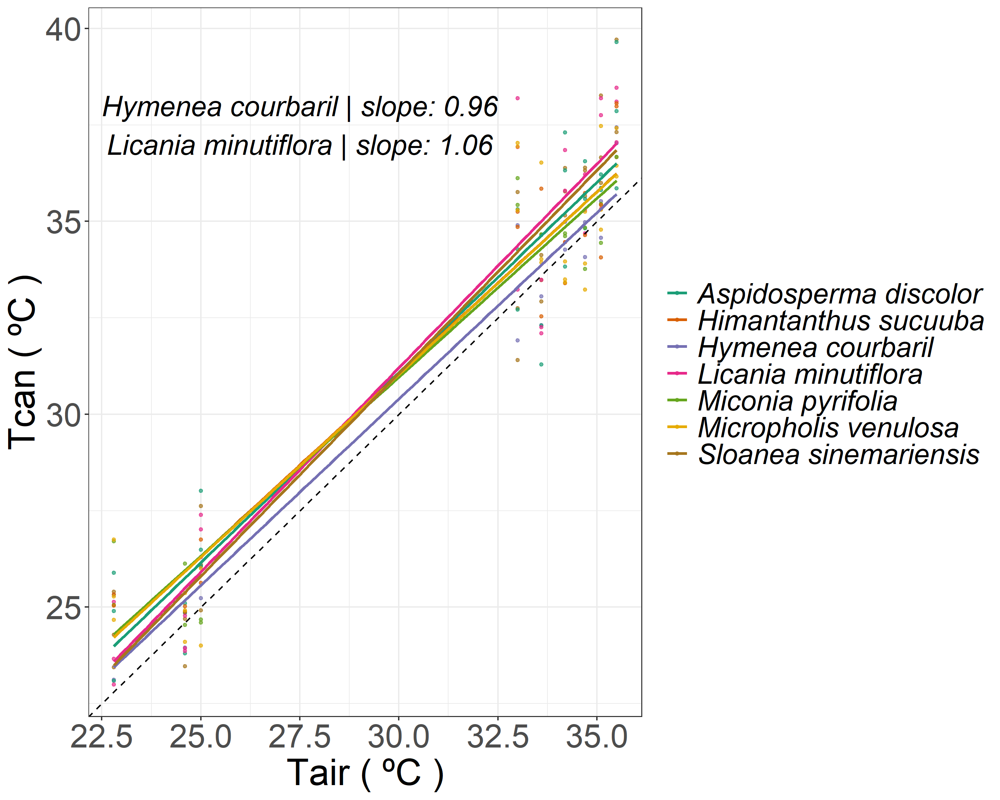 40
Hymenea courbaril | slope: 0.96
Licania minutiflora | slope: 1.06
35
30
25
Tcan ( ºC )
22.5 25.0 27.5 30.0 32.5 35.0
Tair ( ºC )
Aspidosperma discolor
Himantanthus sucuuba
Hymenea courbaril
Licania minutiflora
Miconia pyrifolia
Micropholis venulosa
Sloanea sinemariensis